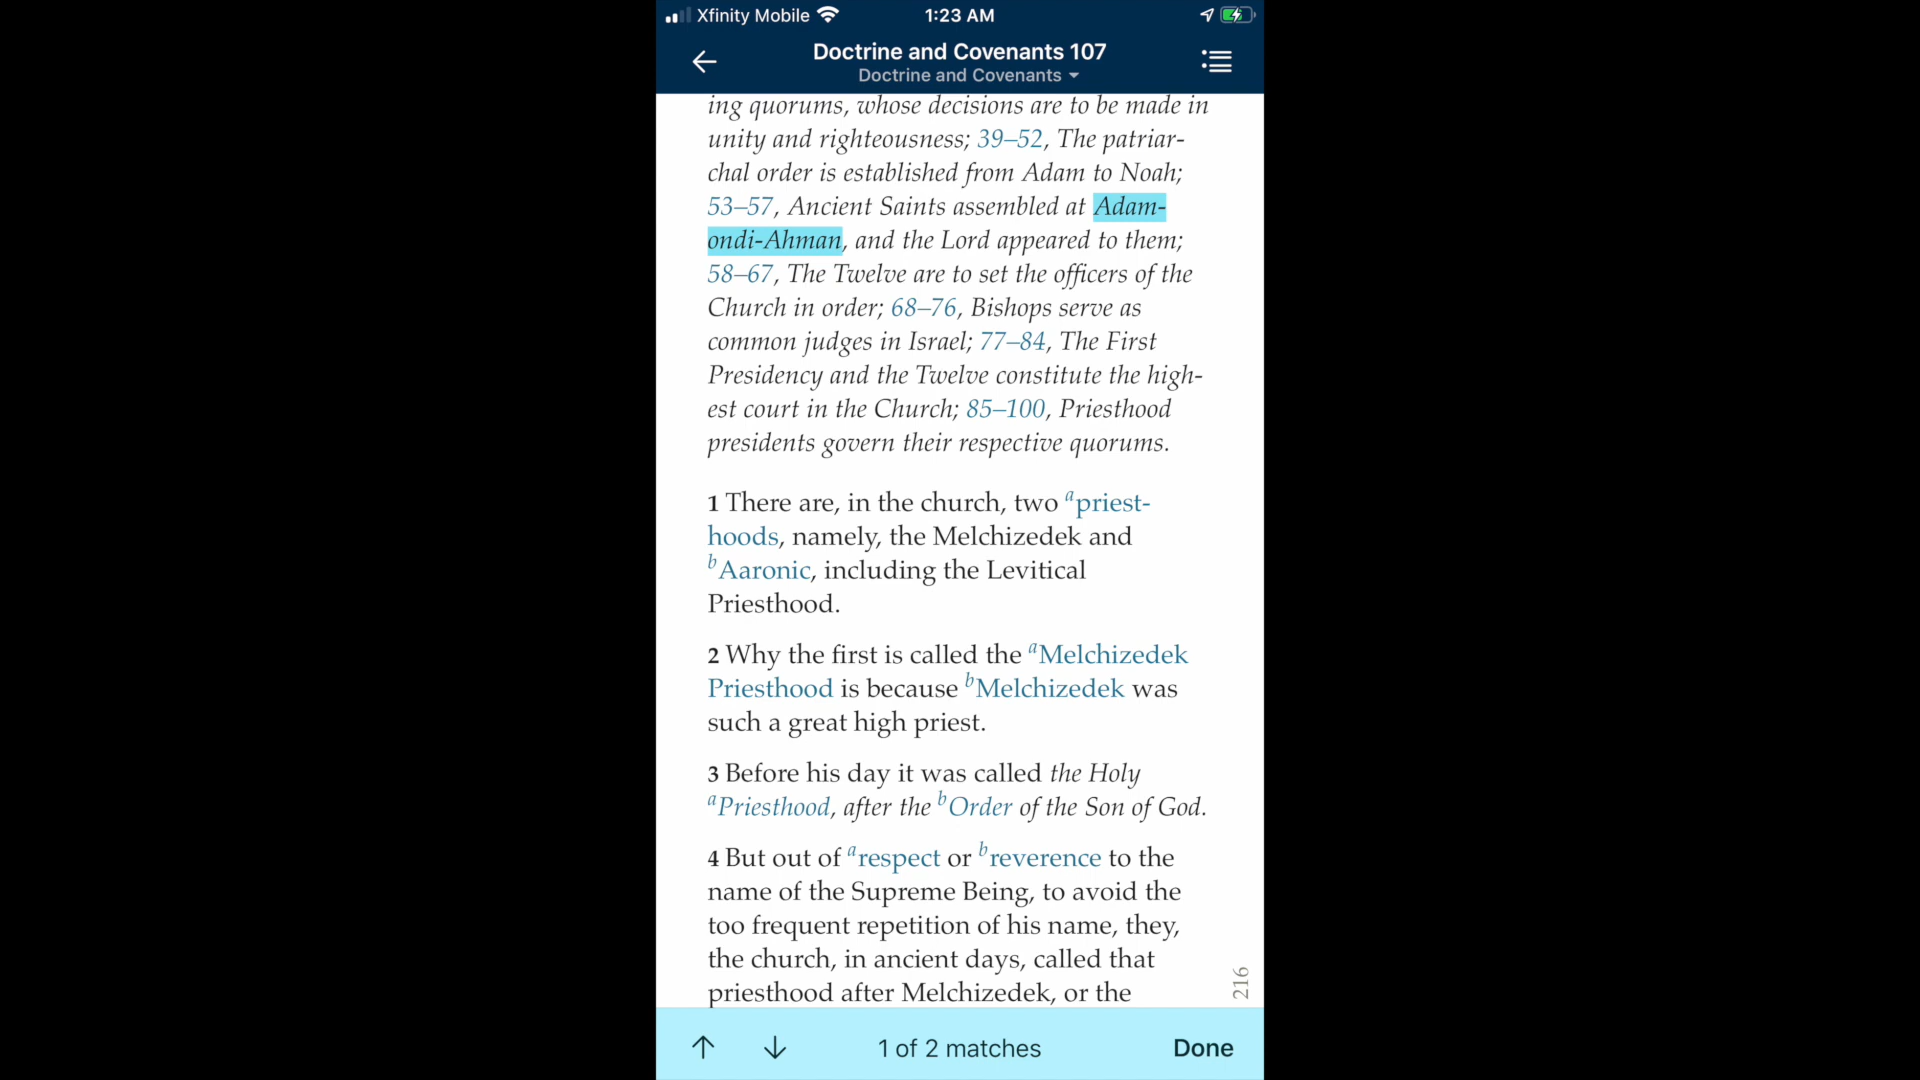 Xfinity Mobile 1:23 AM
Doctrine and Covenants 107
Doctrine and Covenants
ing quorums, whose decisions are to be made in
unity and righteousness; 39–52, The patriar-
chal order is established from Adam to Noah;
53–57, Ancient Saints assembled at Adam-
ondi-Ahman, and the Lord appeared to them;
58–67, The Twelve are to set the officers of the
Church in order; 68–76, Bishops serve as
common judges in Israel; 77–84, The First
Presidency and the Twelve constitute the high-
est court in the Church; 85–100, Priesthood
presidents govern their respective quorums.
1 There are, in the church, two a priest-
hoods, namely, the Melchizedek and
b Aaronic, including the Levitical
Priesthood.
2 Why the first is called the a Melchizedek
Priesthood is because b Melchizedek was
such a great high priest.
3 Before his day it was called the Holy
a Priesthood, after the b Order of the Son of God.
4 But out of a respect or b reverence to the
name of the Supreme Being, to avoid the
too frequent repetition of his name, they,
the church, in ancient days, called that
priesthood after Melchizedek, or the
216
1 of 2 matches Done